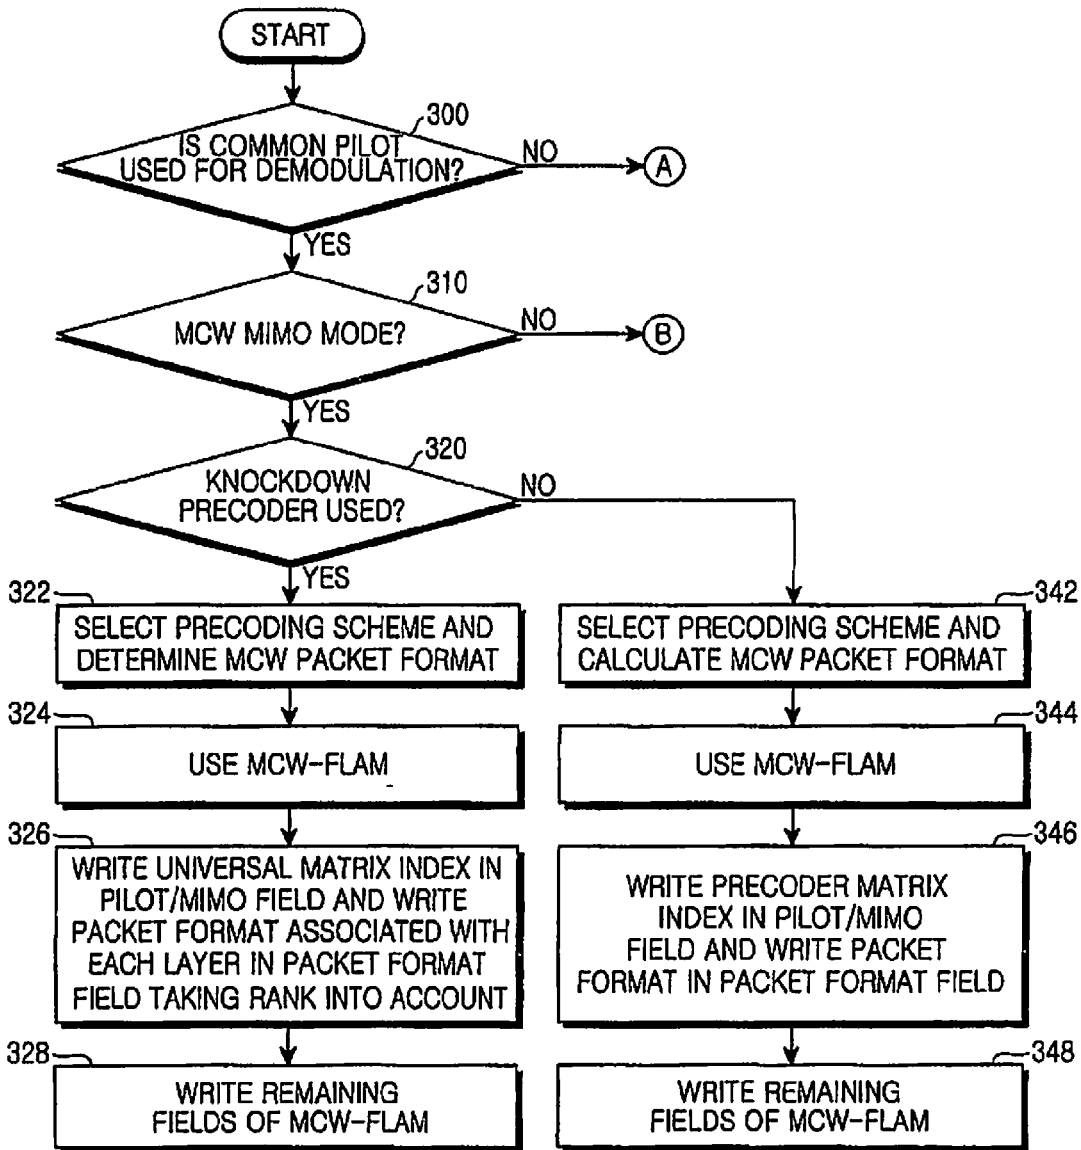 START
300
IS COMMON PILOT
USED FOR DEMODULATION?
NO
A
YES
310
MCW MIMO MODE?
NO
B
YES
320
KNOCKDOWN
PRECODER USED?
NO
YES
322
SELECT PRECODING SCHEME AND
DETERMINE MCW PACKET FORMAT
342
SELECT PRECODING SCHEME AND
CALCULATE MCW PACKET FORMAT
324
USE MCW-FLAM
344
USE MCW-FLAM
326
WRITE UNIVERSAL MATRIX INDEX IN
PILOT/MIMO FIELD AND WRITE
PACKET FORMAT ASSOCIATED WITH
EACH LAYER IN PACKET FORMAT
FIELD TAKING RANK INTO ACCOUNT
346
WRITE PRECODER MATRIX
INDEX IN PILOT/MIMO
FIELD AND WRITE PACKET
FORMAT IN PACKET FORMAT FIELD
328
WRITE REMAINING
FIELDS OF MCW-FLAM
348
WRITE REMAINING
FIELDS OF MCW-FLAM